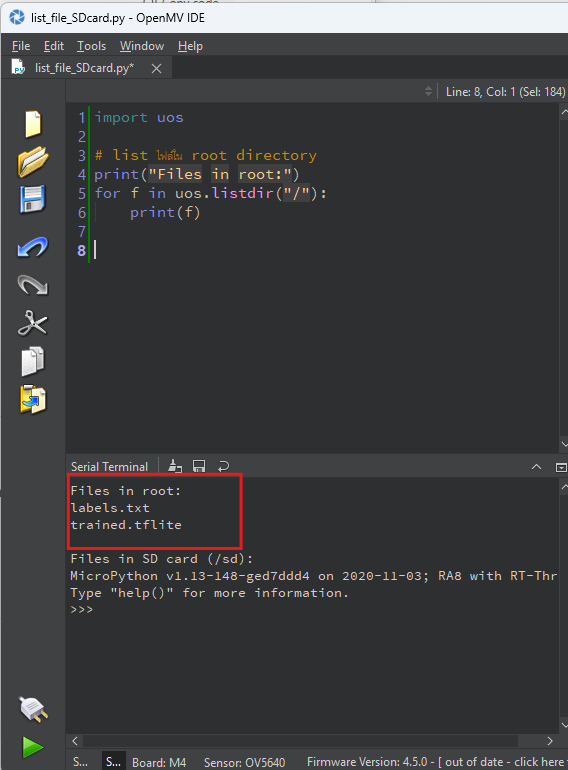 list_file_SDcard.py - OpenMV IDE
File Edit Tools Window Help
list_file_SDcard.py*
Line: 8, Col: 1 (Sel: 184)
1 import uos
2
3 # list ไฟล์ใน root directory
4 print("Files in root:")
5 for f in uos.listdir("/"):
6 print(f)
7
8
Serial Terminal
Files in root:
labels.txt
trained.tflite
Files in SD card (/sd):
MicroPython v1.13-148-ged7ddd4 on 2020-11-03; RA8 with RT-Thr
Type "help()" for more information.
>>>
S... S... Board: M4 Sensor: OV5640 Firmware Version: 4.5.0 - [ out of date - click here